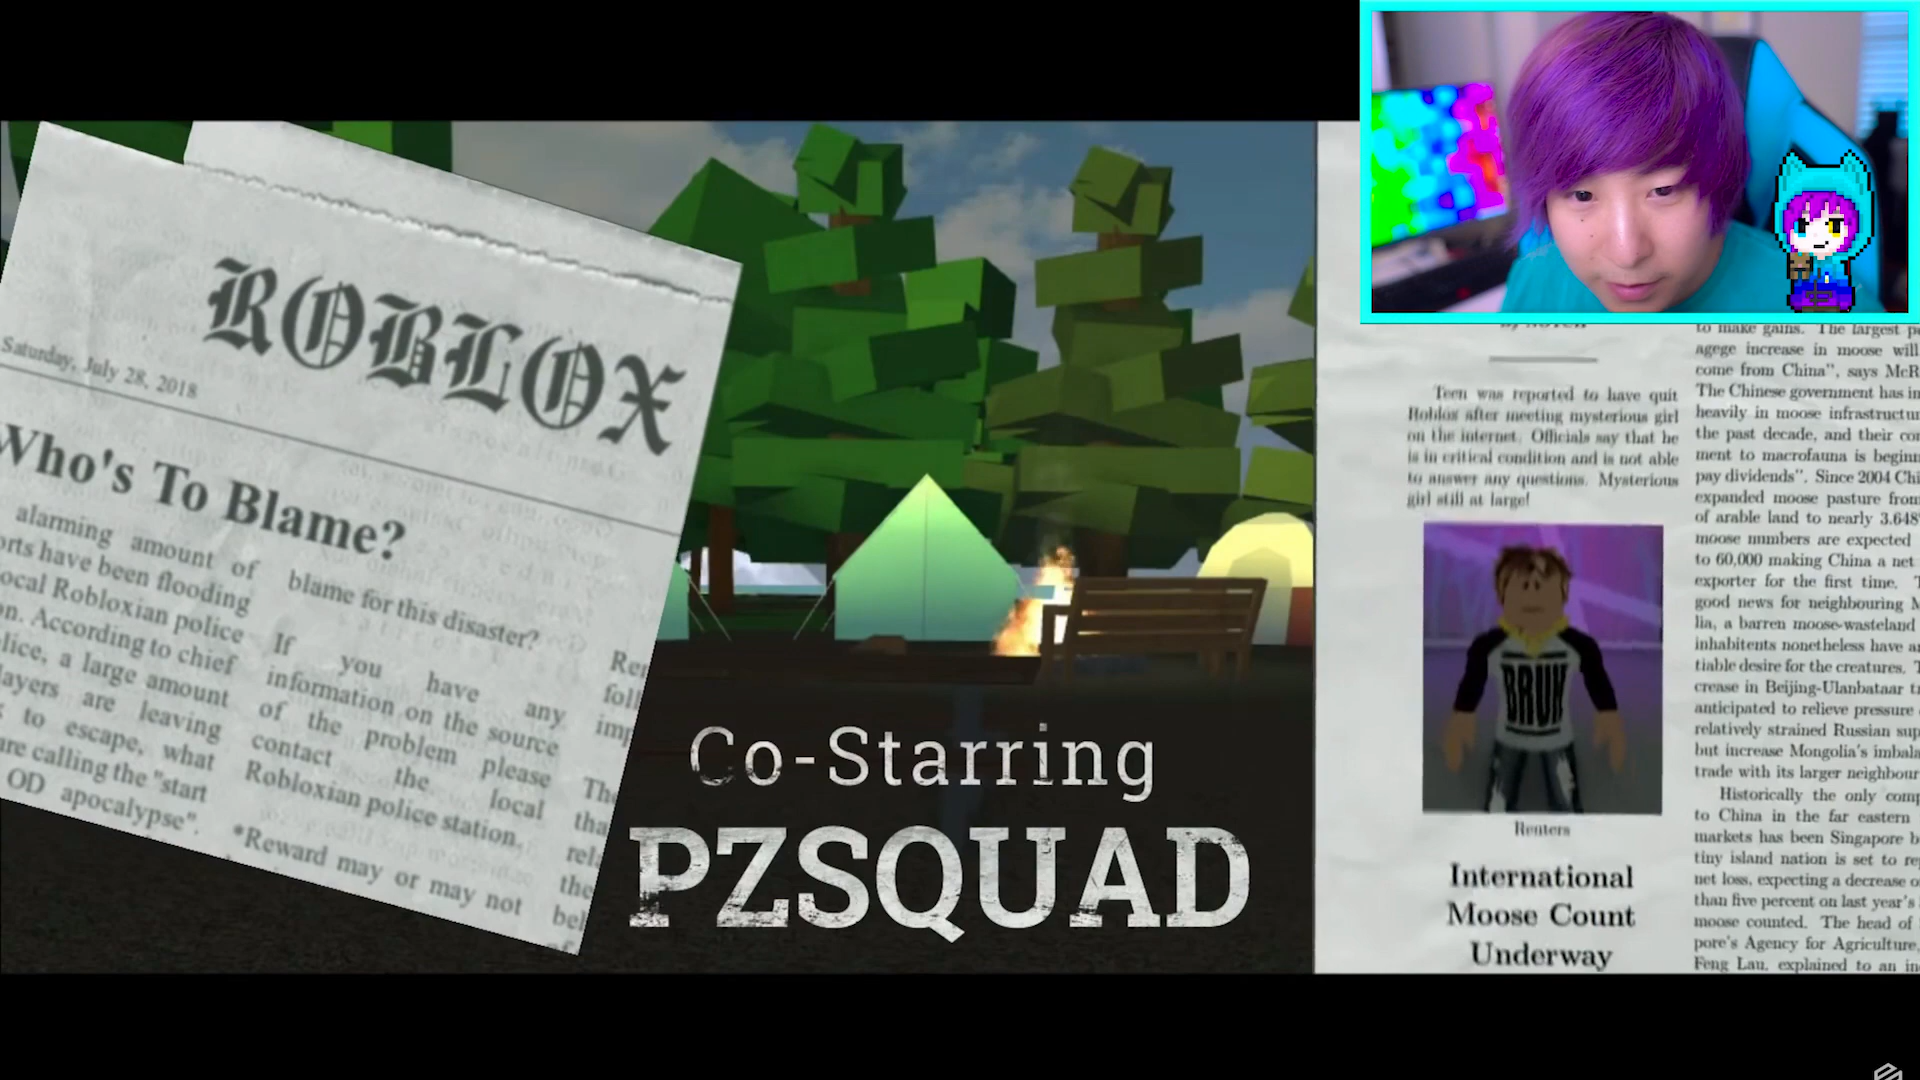 ROBLOX
Saturday, July 28, 2018
Who's To Blame?
alarming amount of
orts have been flooding
ocal Robloxian police
on. According to chief
lice, a large amount
layers are leaving
to escape, what
are calling the "start
OD apocalypse".
blame for this disaster?
If you have any
information on the source
of the problem please
contact the local
Robloxian police station.
*Reward may or may not
Co-Starring
PZSQUAD
Teen was reported to have quit
Roblox after meeting mysterious girl
on the internet. Officials say that he
is in critical condition and is not able
to answer any questions. Mysterious
girl still at large!
BRUH
Reuters
International
Moose Count
Underway
to make gains. The largest pe
agege increase in moose will
come from China", says McR
The Chinese government has in
heavily in moose infrastructur
the past decade, and their con
ment to macrofauna is beginn
pay dividends". Since 2004 Chi
expanded moose pasture from
of arable land to nearly 3.648
moose numbers are expected
to 60,000 making China a net
exporter for the first time. T
good news for neighbouring M
lia, a barren moose-wasteland
inhabitents nonetheless have an
tiable desire for the creatures. T
crease in Beijing-Ulanbataar tr
anticipated to relieve pressure
relatively strained Russian sup
but increase Mongolia's imbala
trade with its larger neighbour
Historically the only comp
to China in the far eastern
markets has been Singapore b
tiny island nation is set to re
net loss, expecting a decrease o
than five percent on last year's
moose counted. The head of
pore's Agency for Agriculture,
Feng Lau, explained to an in